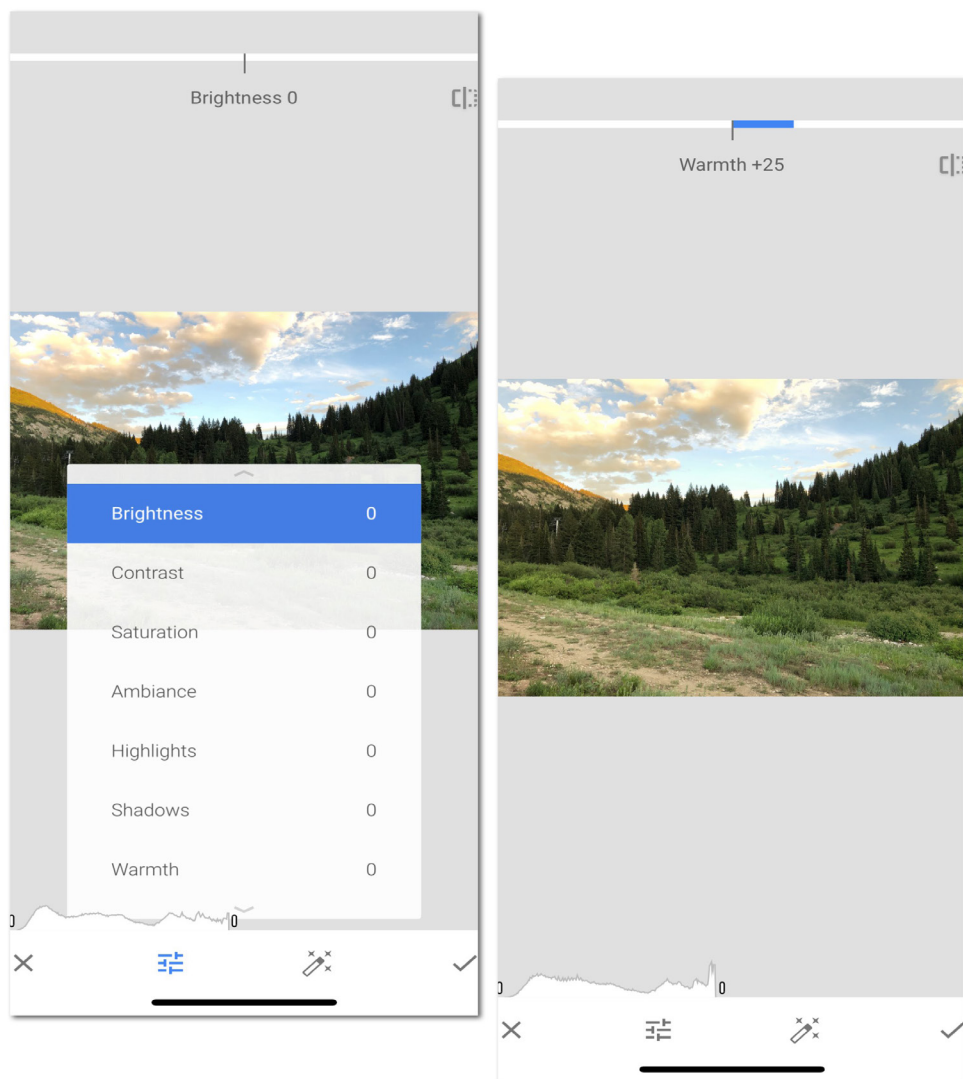 Brightness 0
Brightness 0
Contrast 0
Saturation 0
Ambiance 0
Highlights 0
Shadows 0
Warmth 0
0
0
Warmth +25
0
0